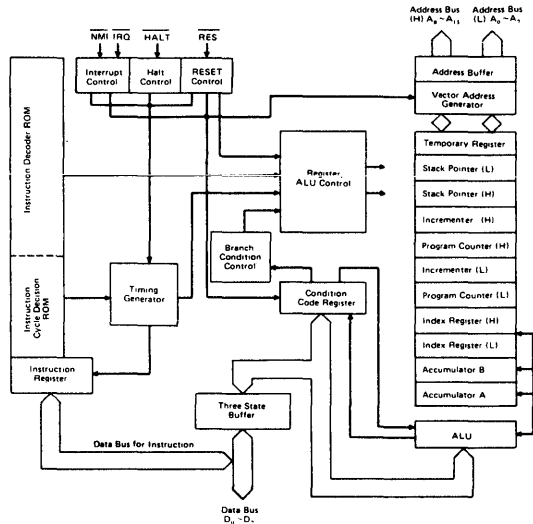 Address Bus
(H) A8 ~ A15
Address Bus
(L) A0 ~ A7
NMI IRQ HALT RES
Interrupt
Control
Halt
Control
RESET
Control
Address Buffer
Vector Address
Generator
Instruction Decoder ROM
Register
ALU Control
Temporary Register
Stack Pointer (L)
Stack Pointer (H)
Incrementer (H)
Program Counter (H)
Incrementer (L)
Program Counter (L)
Index Register (H)
Index Register (L)
Accumulator B
Accumulator A
ALU
Branch
Condition
Control
Instruction
Cycle Decision
ROM
Timing
Generator
Condition
Code Register
Instruction
Register
Three State
Buffer
Data Bus for Instruction
Data Bus
D0 ~ D7